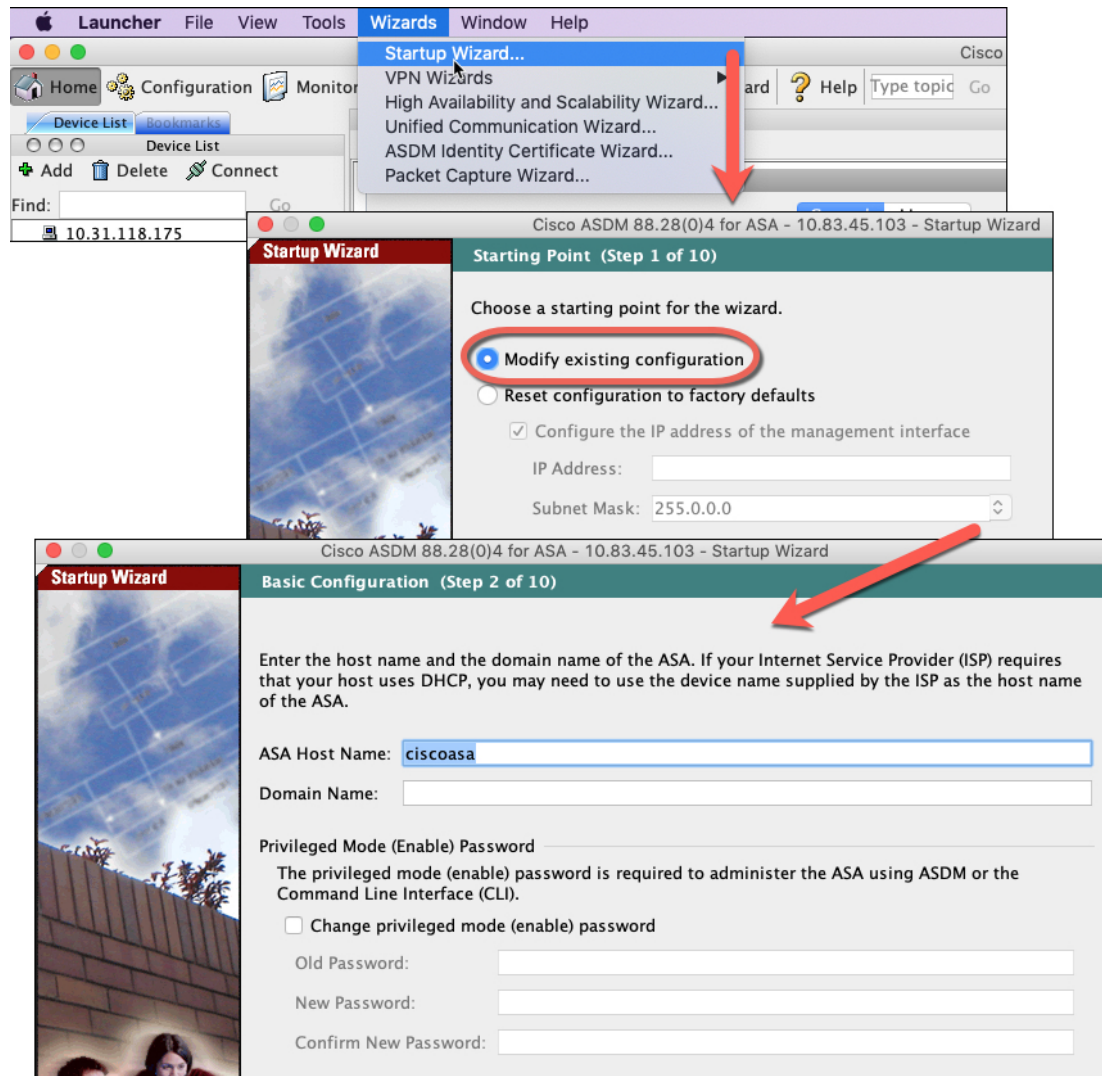 Launcher File View Tools Wizards Window Help
Startup Wizard...
Cisco
VPN Wizards
Home Configuration Monitor
ard Help Type topic Go
High Availability and Scalability Wizard...
Device List Bookmarks
Unified Communication Wizard...
Device List
ASDM Identity Certificate Wizard...
Add Delete Connect
Packet Capture Wizard...
Find: Go
10.31.118.175
Cisco ASDM 88.28(0)4 for ASA - 10.83.45.103 - Startup Wizard
Startup Wizard
Starting Point (Step 1 of 10)
Choose a starting point for the wizard.
Modify existing configuration
Reset configuration to factory defaults
Configure the IP address of the management interface
IP Address:
Subnet Mask: 255.0.0.0
Cisco ASDM 88.28(0)4 for ASA - 10.83.45.103 - Startup Wizard
Startup Wizard
Basic Configuration (Step 2 of 10)
Enter the host name and the domain name of the ASA. If your Internet Service Provider (ISP) requires
that your host uses DHCP, you may need to use the device name supplied by the ISP as the host name
of the ASA.
ASA Host Name: ciscoasa
Domain Name:
Privileged Mode (Enable) Password
The privileged mode (enable) password is required to administer the ASA using ASDM or the
Command Line Interface (CLI).
Change privileged mode (enable) password
Old Password:
New Password:
Confirm New Password: